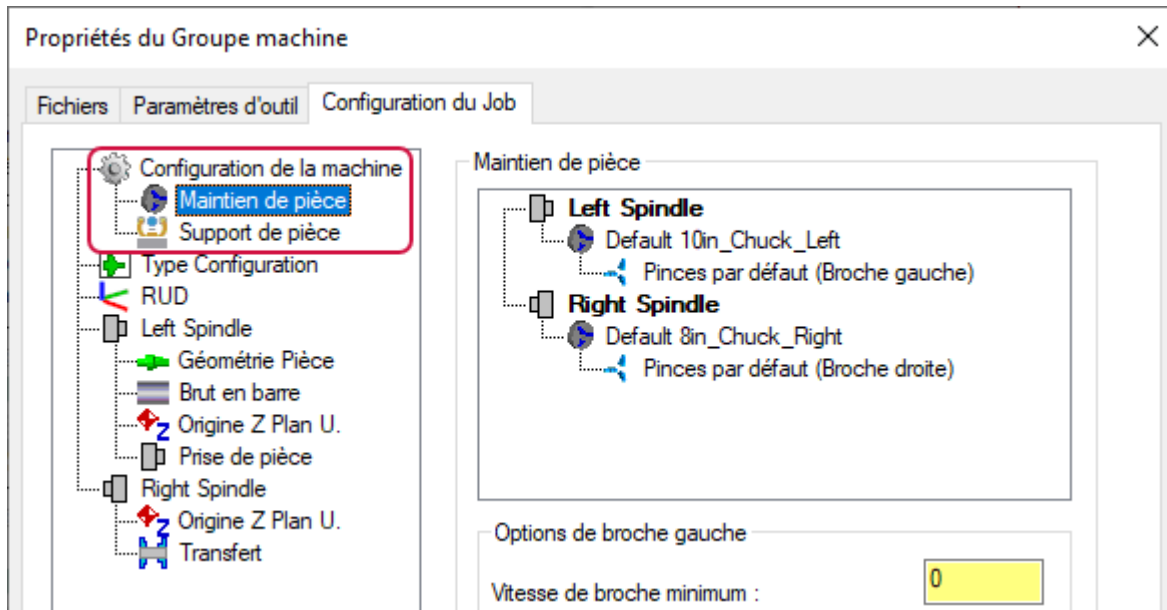 Propriétés du Groupe machine
Fichiers
Paramètres d'outil
Configuration du Job
Configuration de la machine
Maintien de pièce
Support de pièce
Type Configuration
RUD
Left Spindle
Géométrie Pièce
Brut en barre
Origine Z Plan U.
Prise de pièce
Right Spindle
Origine Z Plan U.
Transfert
Maintien de pièce
Left Spindle
Default 10in_Chuck_Left
Pinces par défaut (Broche gauche)
Right Spindle
Default 8in_Chuck_Right
Pinces par défaut (Broche droite)
Options de broche gauche
Vitesse de broche minimum :
0